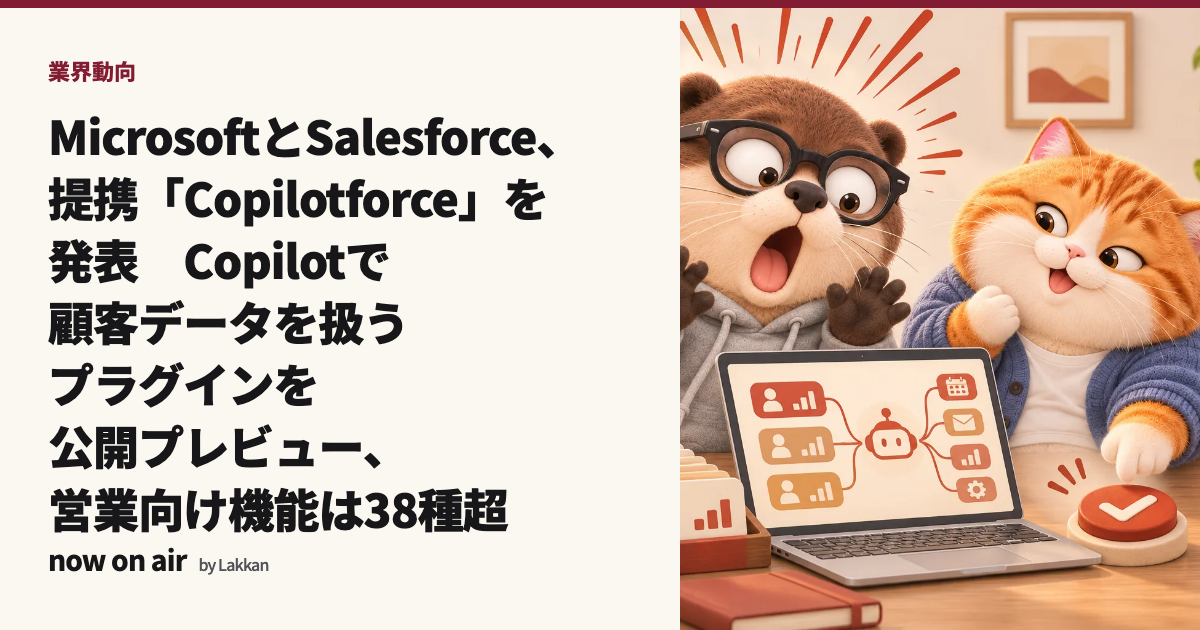 業界動向
MicrosoftとSalesforce、
提携「Copilotforce」を
発表　Copilotで
顧客データを扱う
プラグインを
公開プレビュー、
営業向け機能は38種超
now on air by Lakkan